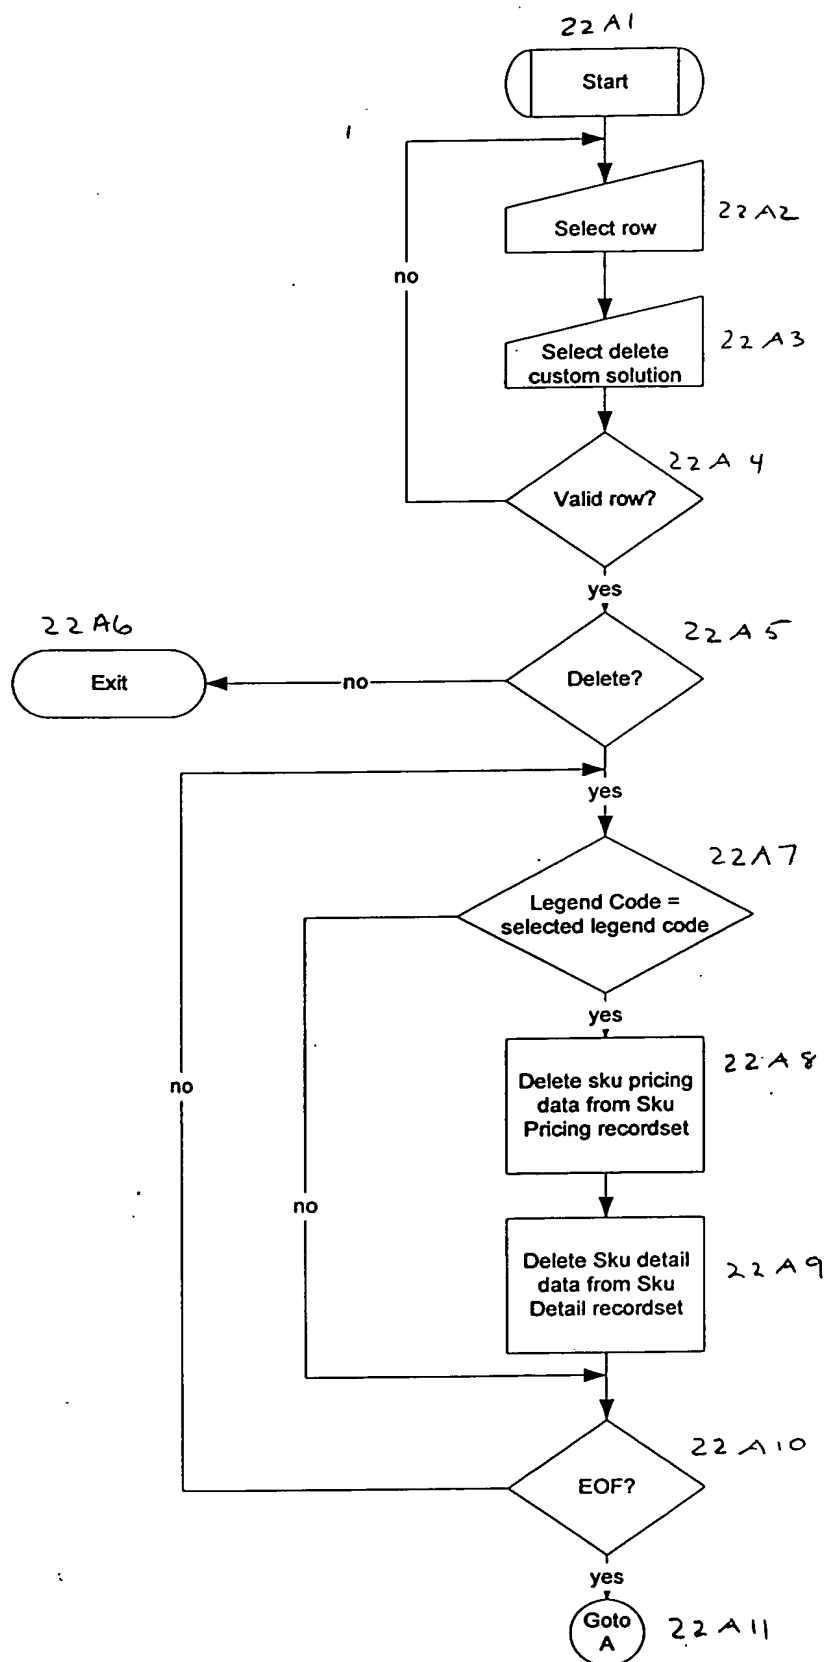 22A1
Start
Select row
22A2
no
Select delete
custom solution
22A3
22A4
Valid row?
yes
22A6
22A5
Exit
no
Delete?
yes
22A7
Legend Code =
selected legend code
yes
22A8
Delete sku pricing
data from Sku
Pricing recordset
no
no
Delete Sku detail
data from Sku
Detail recordset
22A9
22A10
EOF?
yes
Goto
A
22A11